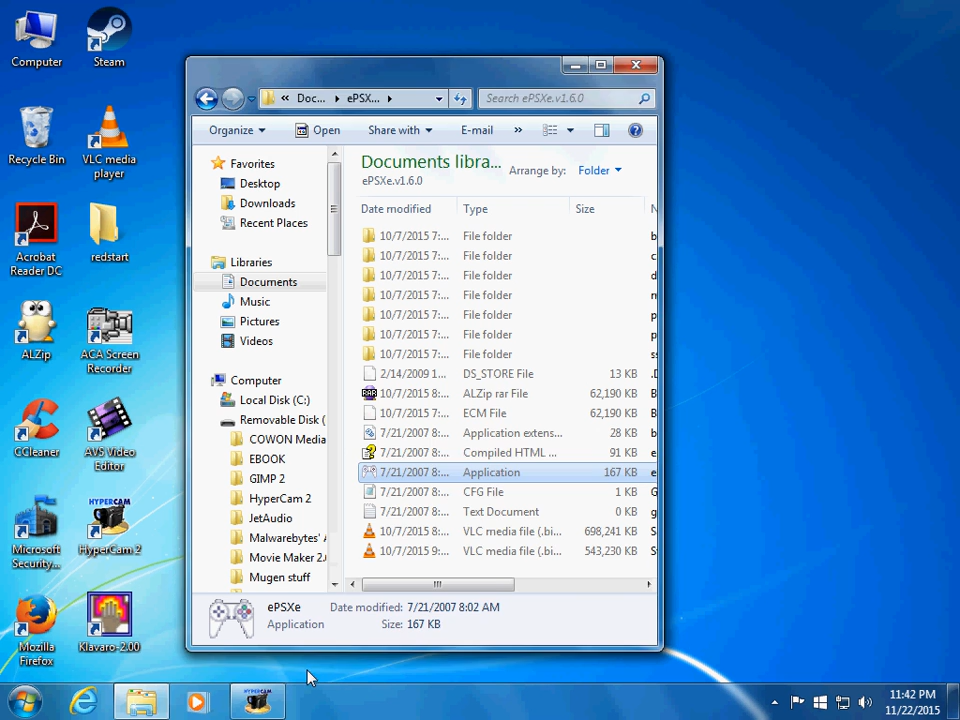 Computer
Steam
Recycle Bin
VLC media
player
Acrobat
Reader DC
redstart
ALZip
ACA Screen
Recorder
CCleaner
AVS Video
Editor
Microsoft
Security...
HYPERCAM
HyperCam 2
Mozilla
Firefox
Klavaro-2.00
« Doc... ePSX...
Search ePSXe.v1.6.0
Organize
Open
Share with
E-mail
»
Favorites
Desktop
Downloads
Recent Places
Libraries
Documents
Music
Pictures
Videos
Computer
Local Disk (C:)
Removable Disk (
COWON Media
EBOOK
GIMP 2
HyperCam 2
JetAudio
Malwarebytes'
Movie Maker 2.
Mugen stuff
Documents libra...
ePSXe.v1.6.0
Arrange by: Folder
Date modified Type Size N
10/7/2015 7:... File folder b
10/7/2015 7:... File folder c
10/7/2015 7:... File folder d
10/7/2015 7:... File folder
10/7/2015 7:... File folder p
10/7/2015 7:... File folder p
10/7/2015 7:... File folder s
2/14/2009 1... DS_STORE File 13 KB .
10/7/2015 8:... ALZip rar File 62,190 KB B
10/7/2015 8:... ECM File 62,190 KB B
7/21/2007 8:... Application extens... 28 KB b
7/21/2007 8:... Compiled HTML ... 91 KB e
7/21/2007 8:... Application 167 KB e
7/21/2007 8:... CFG File 1 KB G
7/21/2007 8:... Text Document 0 KB g
10/7/2015 8:... VLC media file (.bi... 698,241 KB S
10/7/2015 9:... VLC media file (.bi... 543,230 KB S
ePSXe Date modified: 7/21/2007 8:02 AM
Application Size: 167 KB
HYPERCAM
11:42 PM
11/22/2015